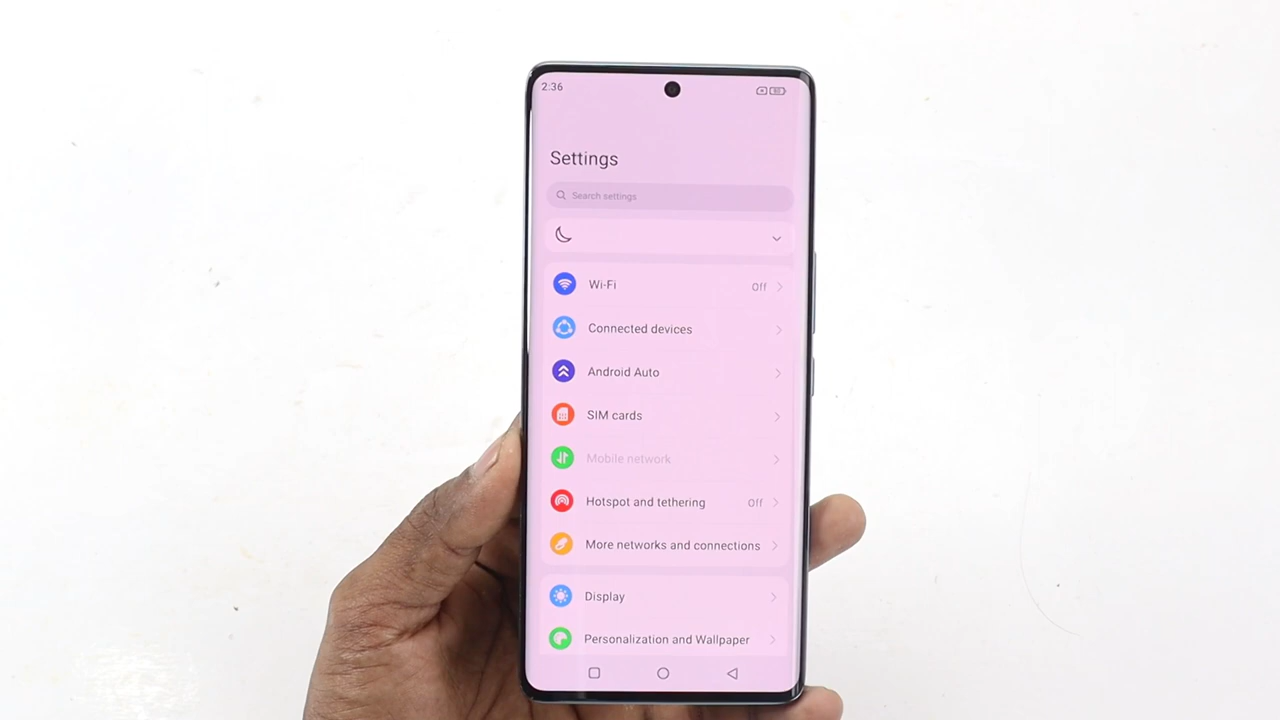 2:36
Settings
Search settings
Wi-Fi Off
Connected devices
Android Auto
SIM cards
Mobile network
Hotspot and tethering Off
More networks and connections
Display
Personalization and Wallpaper